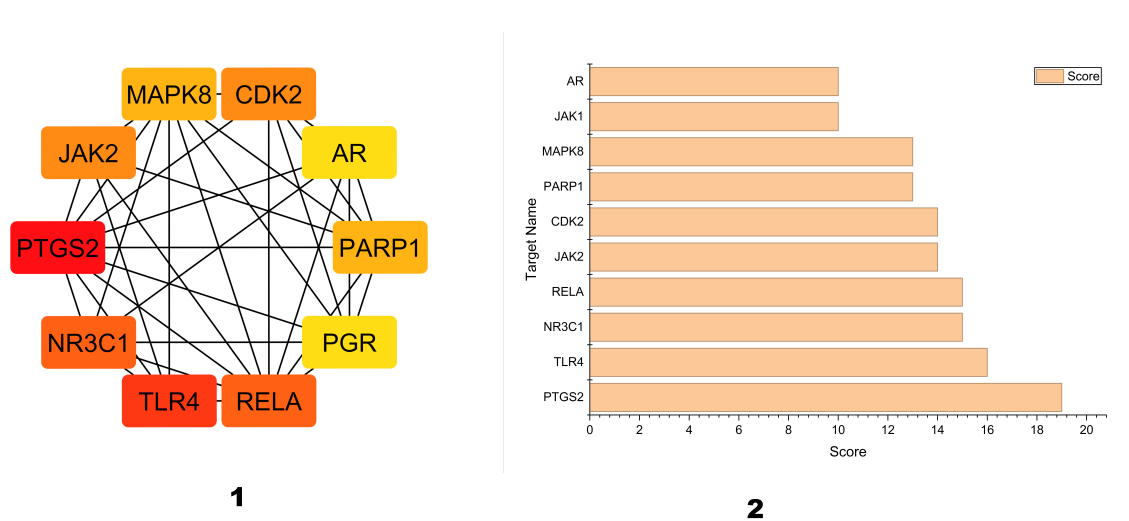 MAPK8
CDK2
JAK2
AR
PTGS2
PARP1
NR3C1
PGR
TLR4
RELA
1
Score
AR
JAK1
MAPK8
PARP1
CDK2
JAK2
RELA
NR3C1
TLR4
PTGS2
Target Name
0 2 4 6 8 10 12 14 16 18 20
Score
2